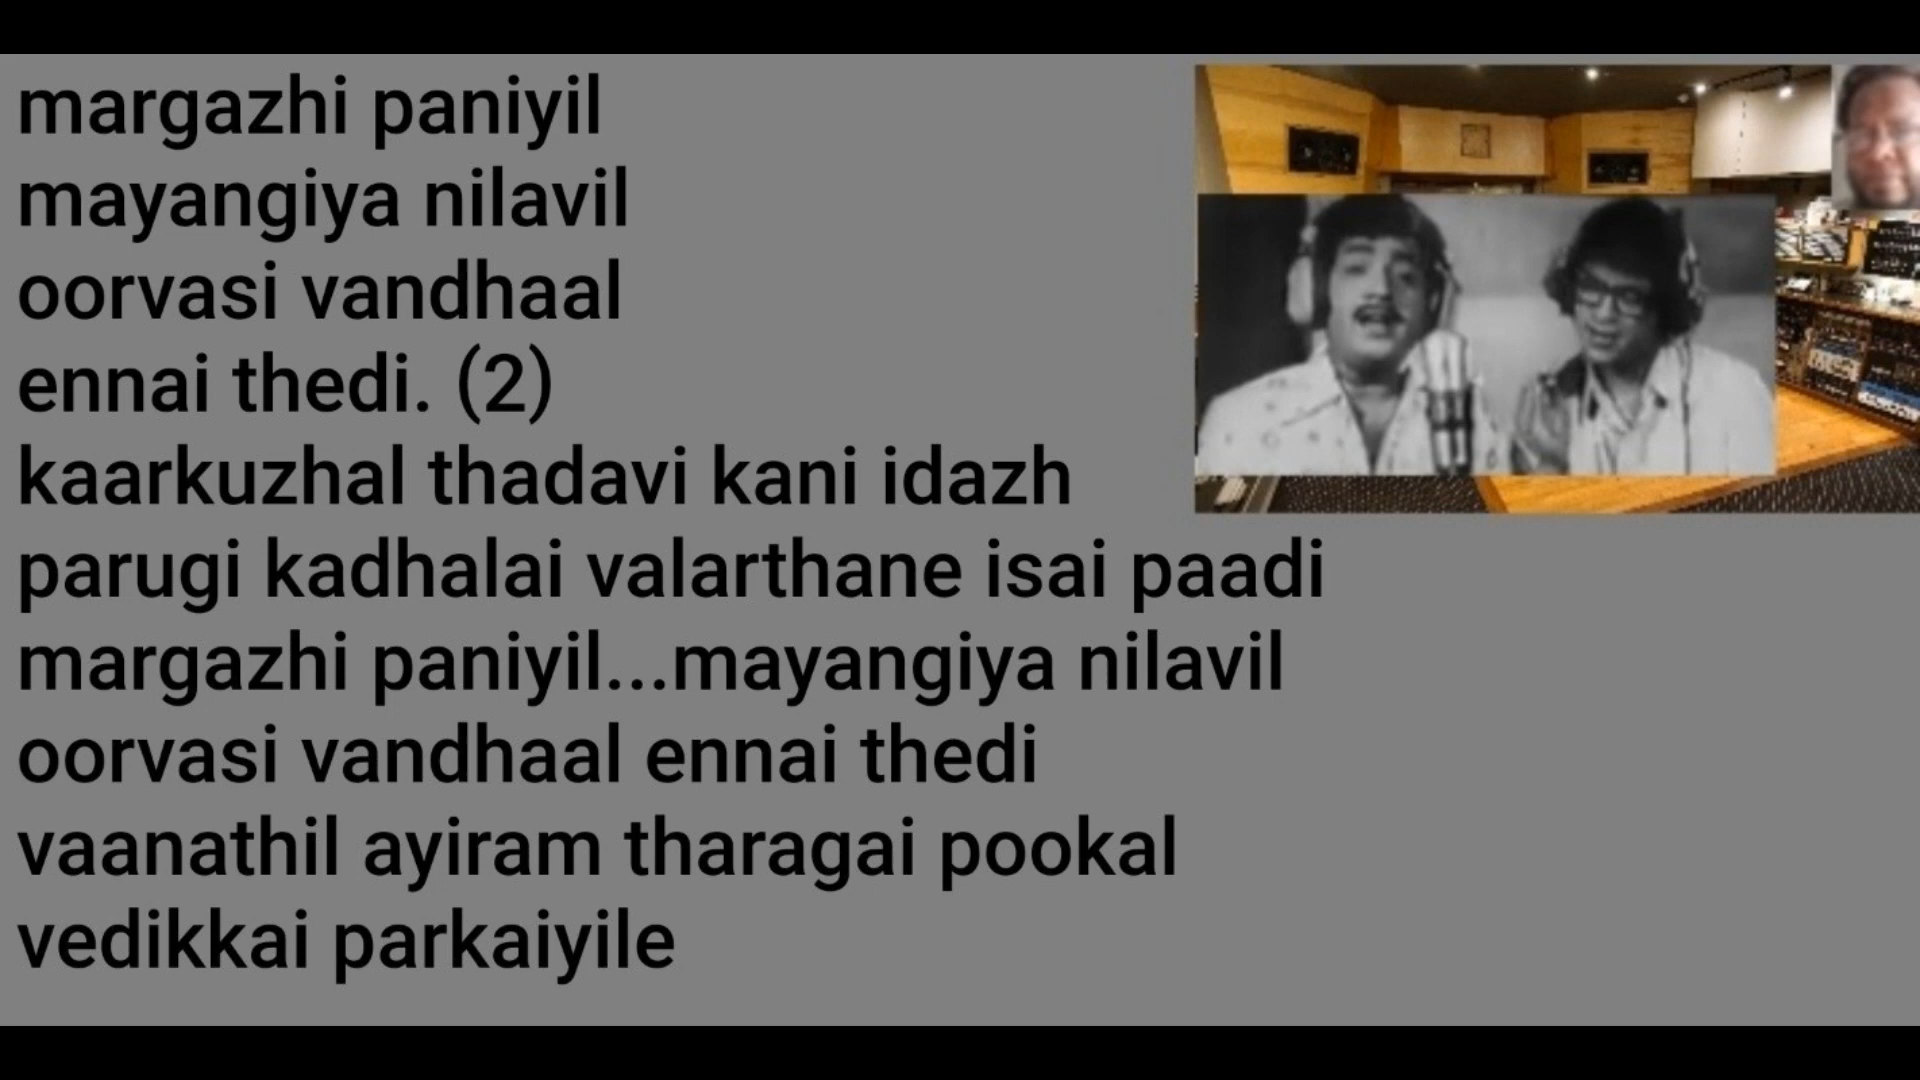 margazhi paniyil
mayangiya nilavil
oorvasi vandhaal
ennai thedi. (2)
kaarkuzhal thadavi kani idazh
parugi kadhalai valarthane isai paadi
margazhi paniyil...mayangiya nilavil
oorvasi vandhaal ennai thedi
vaanathil ayiram tharagai pookal
vedikkai parkaiyile